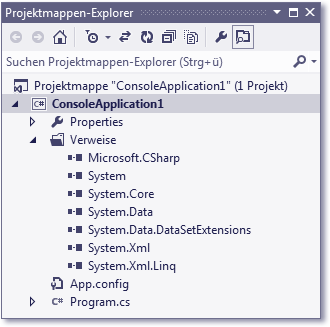 Projektmappen-Explorer
Suchen Projektmappen-Explorer (Strg+ü)
Projektmappe "ConsoleApplication1" (1 Projekt)
C# ConsoleApplication1
Properties
Verweise
Microsoft.CSharp
System
System.Core
System.Data
System.Data.DataSetExtensions
System.Xml
System.Xml.Linq
App.config
C# Program.cs